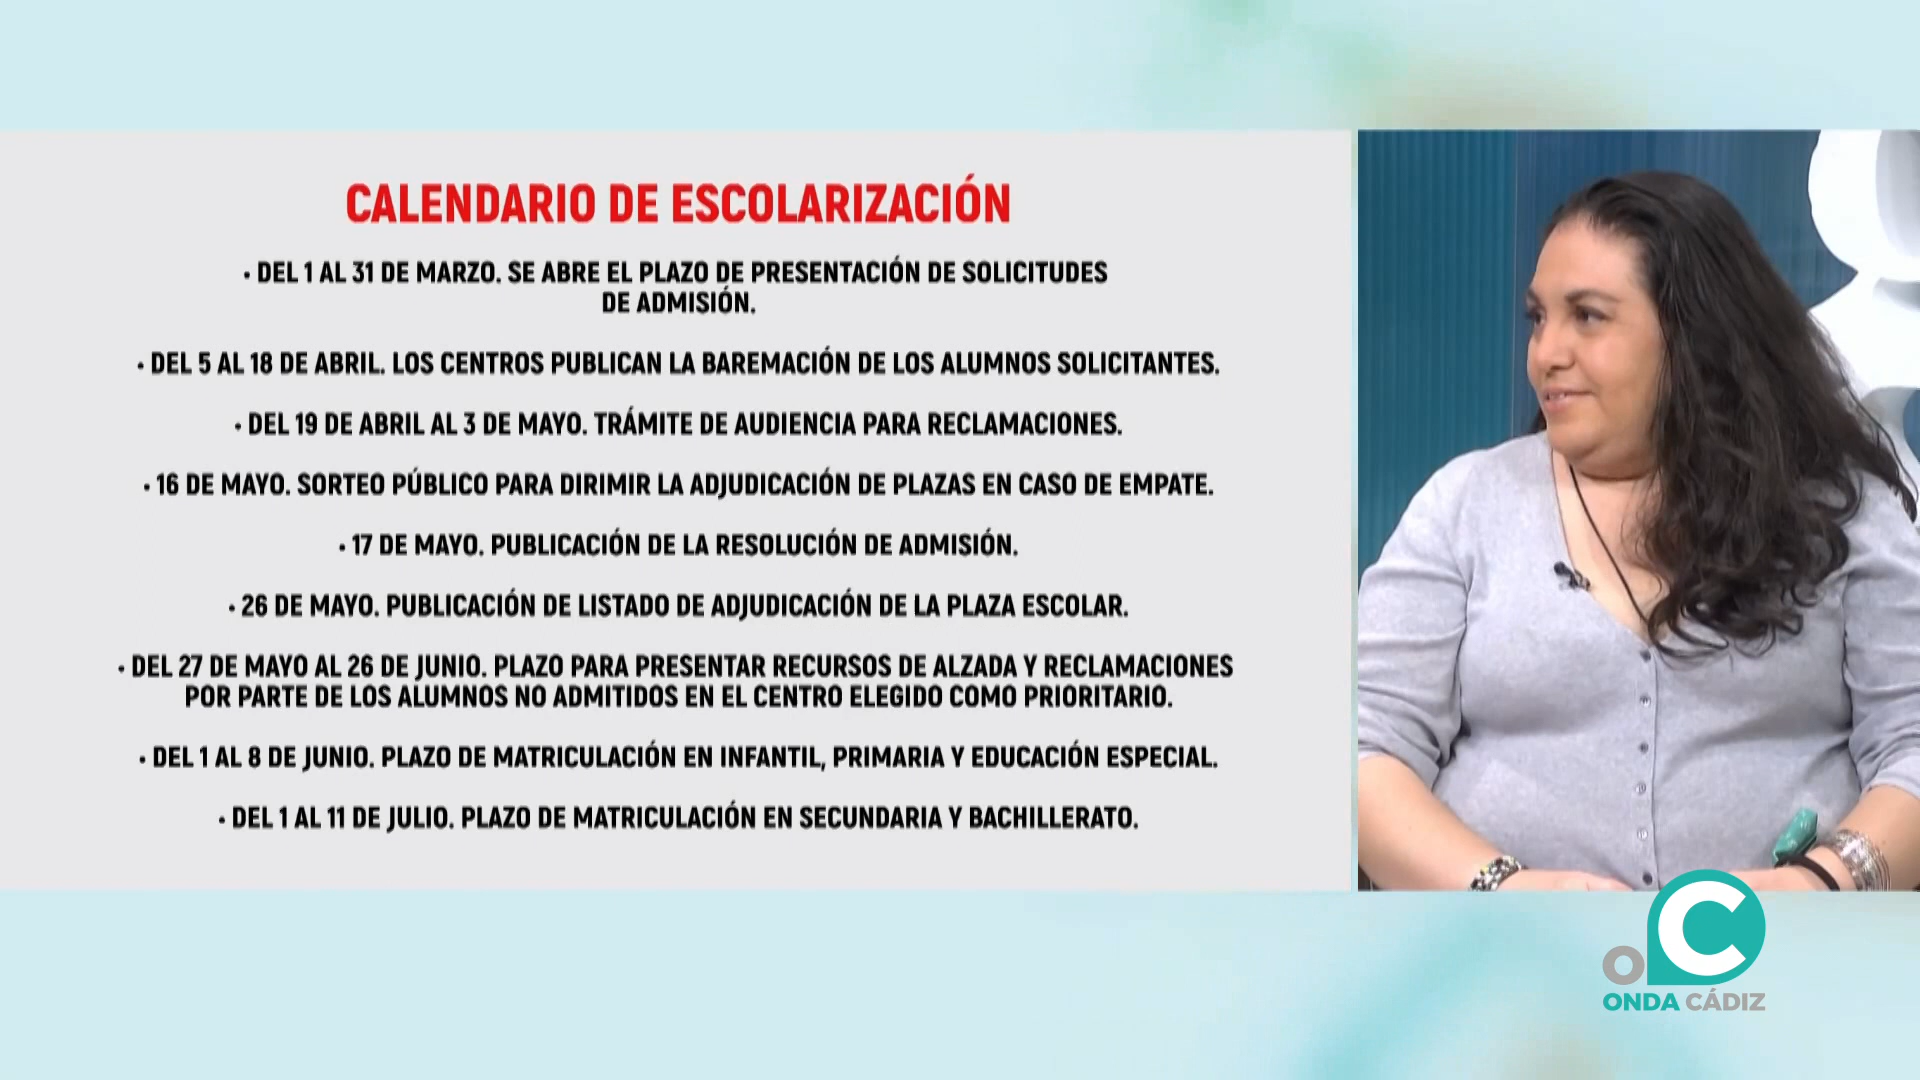 CALENDARIO DE ESCOLARIZACIÓN
• DEL 1 AL 31 DE MARZO. SE ABRE EL PLAZO DE PRESENTACIÓN DE SOLICITUDES
DE ADMISIÓN.
• DEL 5 AL 18 DE ABRIL. LOS CENTROS PUBLICAN LA BAREMACIÓN DE LOS ALUMNOS SOLICITANTES.
• DEL 19 DE ABRIL AL 3 DE MAYO. TRÁMITE DE AUDIENCIA PARA RECLAMACIONES.
• 16 DE MAYO. SORTEO PÚBLICO PARA DIRIMIR LA ADJUDICACIÓN DE PLAZAS EN CASO DE EMPATE.
• 17 DE MAYO. PUBLICACIÓN DE LA RESOLUCIÓN DE ADMISIÓN.
• 26 DE MAYO. PUBLICACIÓN DE LISTADO DE ADJUDICACIÓN DE LA PLAZA ESCOLAR.
• DEL 27 DE MAYO AL 26 DE JUNIO. PLAZO PARA PRESENTAR RECURSOS DE ALZADA Y RECLAMACIONES
POR PARTE DE LOS ALUMNOS NO ADMITIDOS EN EL CENTRO ELEGIDO COMO PRIORITARIO.
• DEL 1 AL 8 DE JUNIO. PLAZO DE MATRICULACIÓN EN INFANTIL, PRIMARIA Y EDUCACIÓN ESPECIAL.
• DEL 1 AL 11 DE JULIO. PLAZO DE MATRICULACIÓN EN SECUNDARIA Y BACHILLERATO.
O C
ONDA CÁDIZ